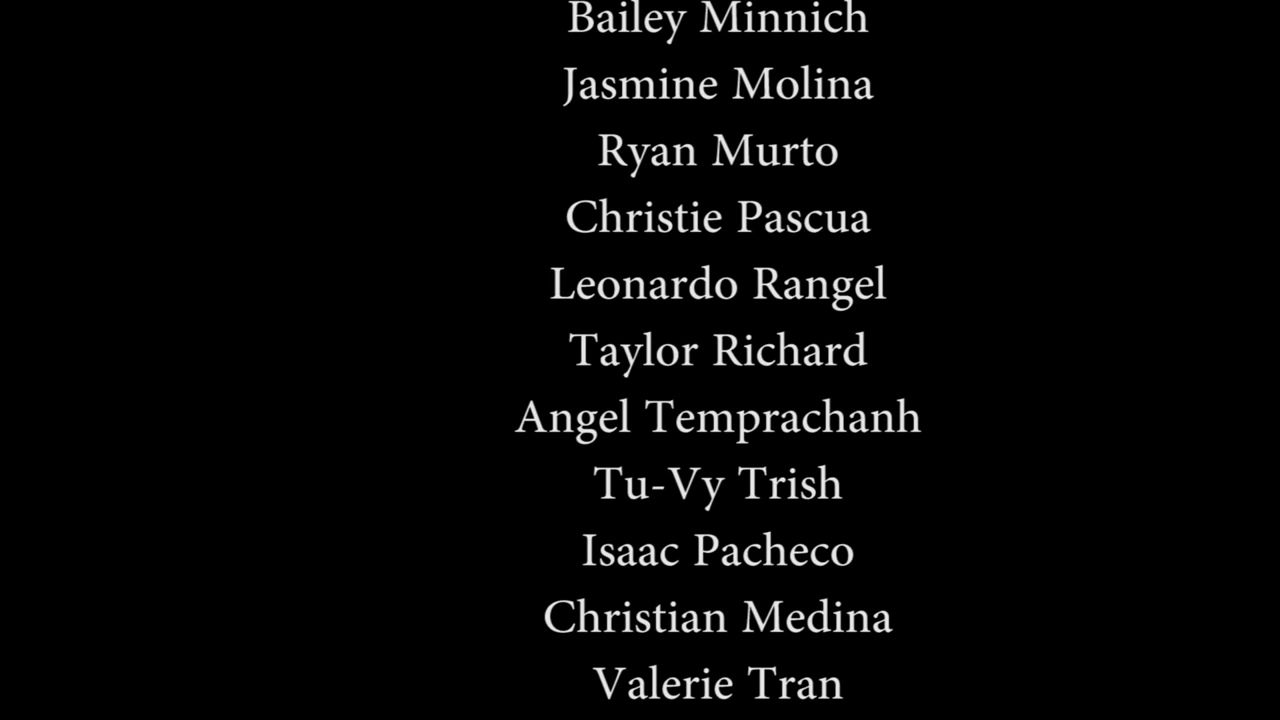 Bailey Minnich
Jasmine Molina
Ryan Murto
Christie Pascua
Leonardo Rangel
Taylor Richard
Angel Temprachanh
Tu-Vy Trish
Isaac Pacheco
Christian Medina
Valerie Tran